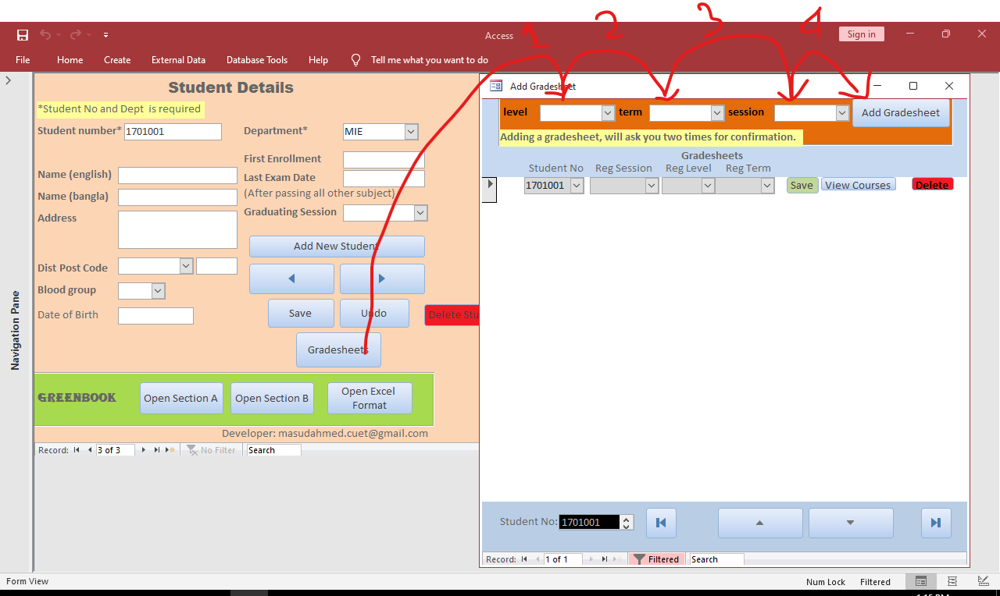 1 2 3 4
Access
Sign in
File Home Create External Data Database Tools Help Tell me what you want to do
Student Details
*Student No and Dept is required
Student number* 1701001 Department* MIE
First Enrollment
Name (english) Last Exam Date
Name (bangla) (After passing all other subject)
Address Graduating Session
Add New Student
Dist Post Code
Blood group
Date of Birth Save Undo Delete Stu
Gradesheets
GREENBOOK Open Section A Open Section B Open Excel
Format
Developer: masudahmed.cuet@gmail.com
Record: 3 of 3 No Filter Search
Navigation Pane
Add Gradesheet
level term session Add Gradesheet
Adding a gradesheet, will ask you two times for confirmation.
Gradesheets
Student No Reg Session Reg Level Reg Term
1701001 Save View Courses Delete
Student No: 1701001
Record: 1 of 1 Filtered Search
Form View Num Lock Filtered